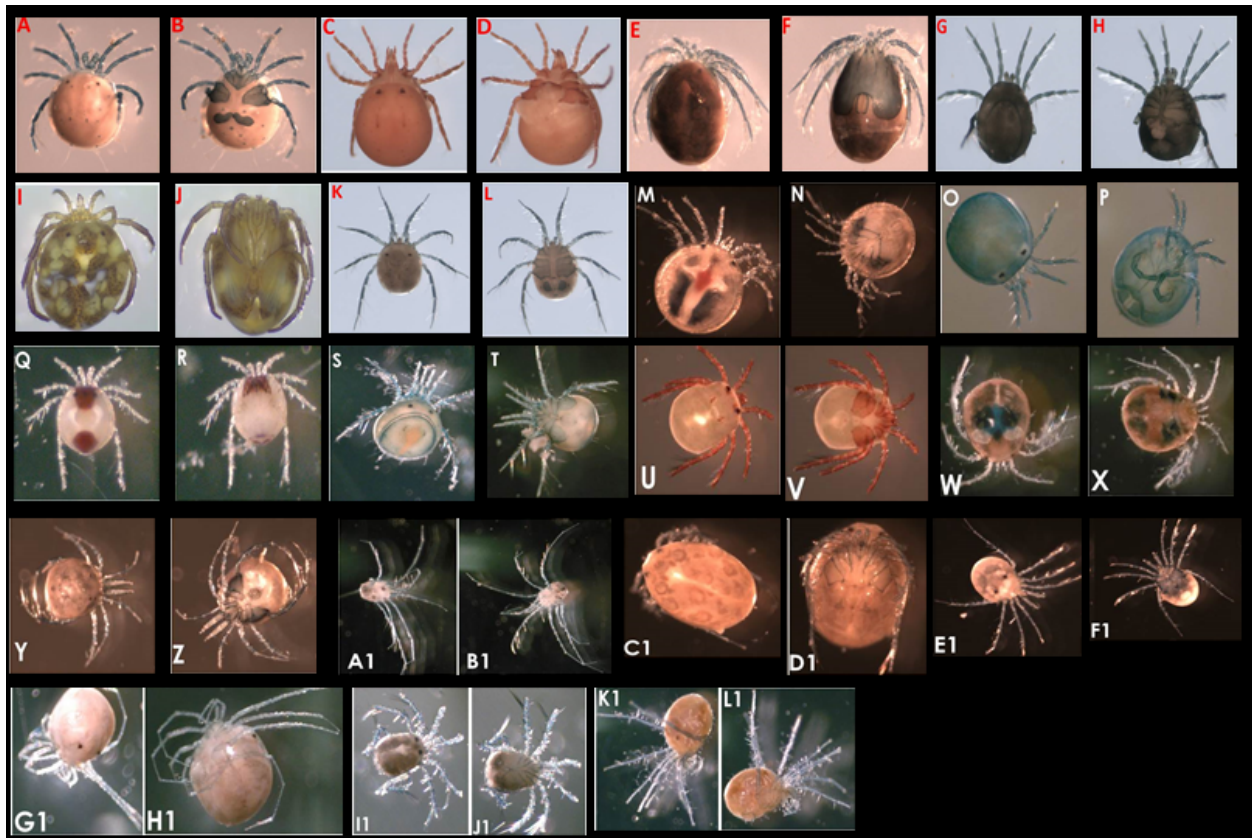 A B C D E F G H
I J K L M N O P
Q R S T U V W X
Y Z A1 B1 C1 D1 E1 F1
G1 H1 I1 J1 K1 L1